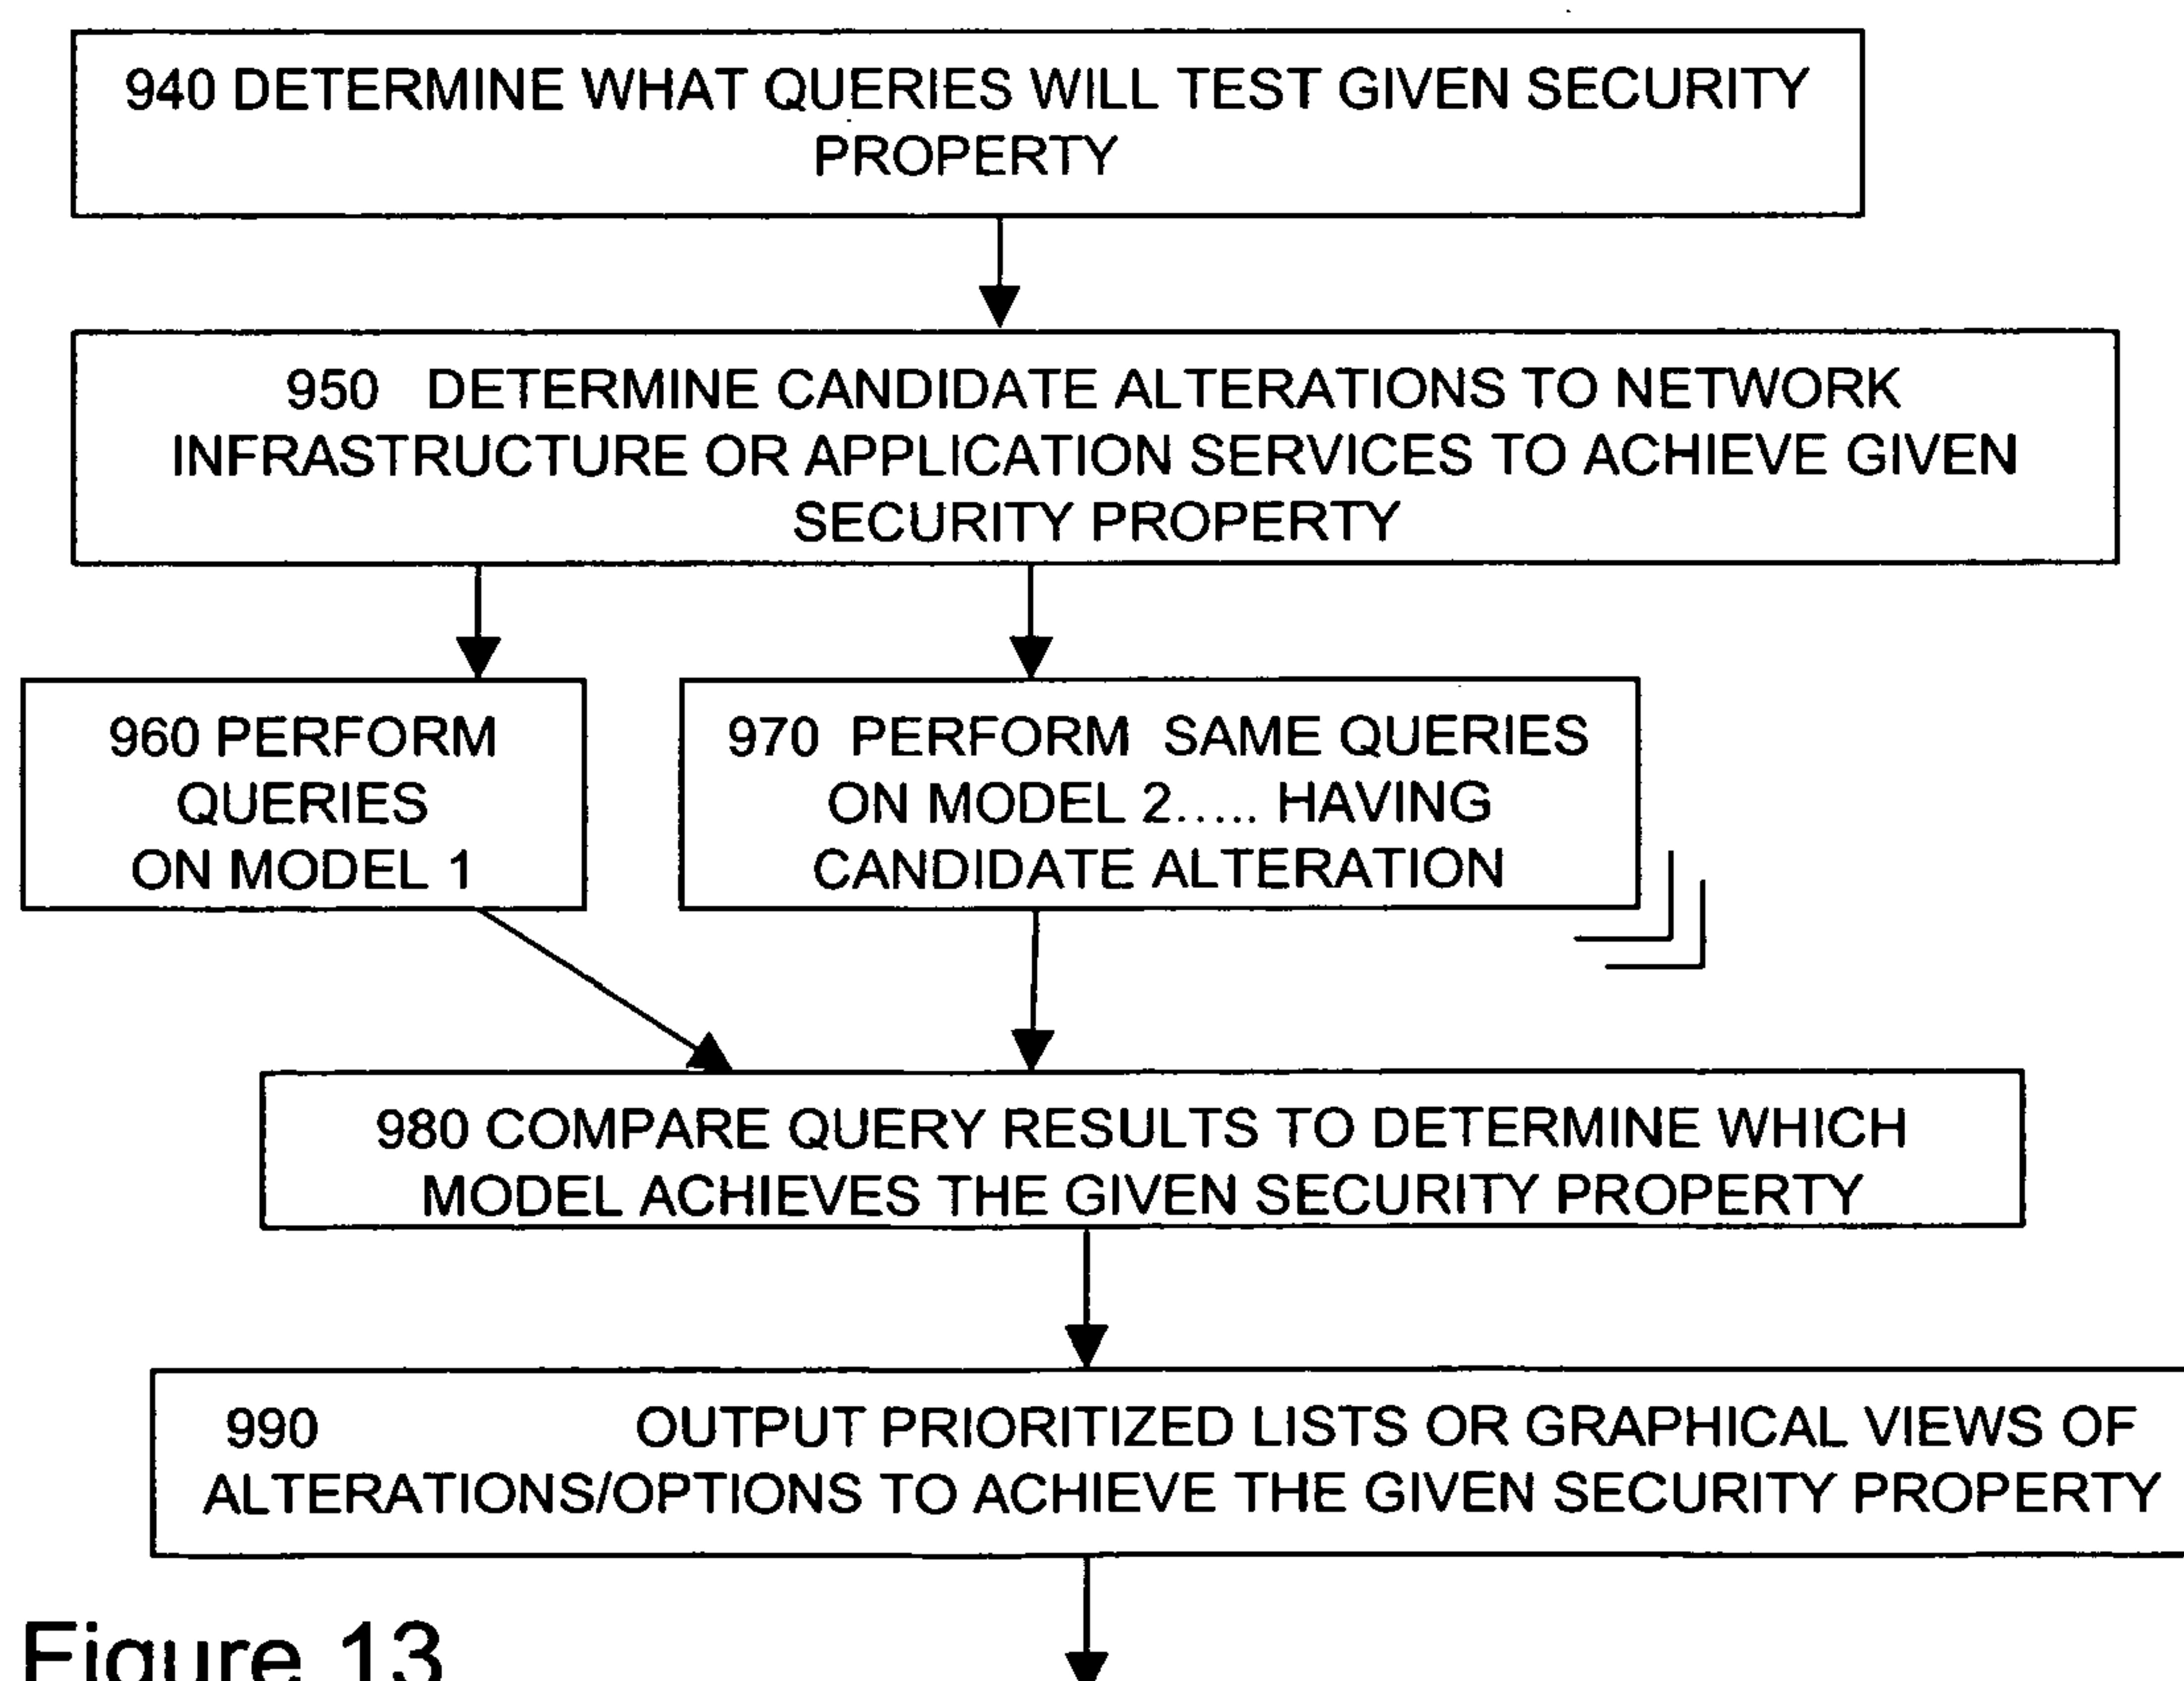 940 DETERMINE WHAT QUERIES WILL TEST GIVEN SECURITY
PROPERTY
950 DETERMINE CANDIDATE ALTERATIONS TO NETWORK
INFRASTRUCTURE OR APPLICATION SERVICES TO ACHIEVE GIVEN
SECURITY PROPERTY
960 PERFORM
QUERIES
ON MODEL 1
970 PERFORM SAME QUERIES
ON MODEL 2..... HAVING
CANDIDATE ALTERATION
980 COMPARE QUERY RESULTS TO DETERMINE WHICH
MODEL ACHIEVES THE GIVEN SECURITY PROPERTY
990 OUTPUT PRIORITIZED LISTS OR GRAPHICAL VIEWS OF
ALTERATIONS/OPTIONS TO ACHIEVE THE GIVEN SECURITY PROPERTY
Figure 13